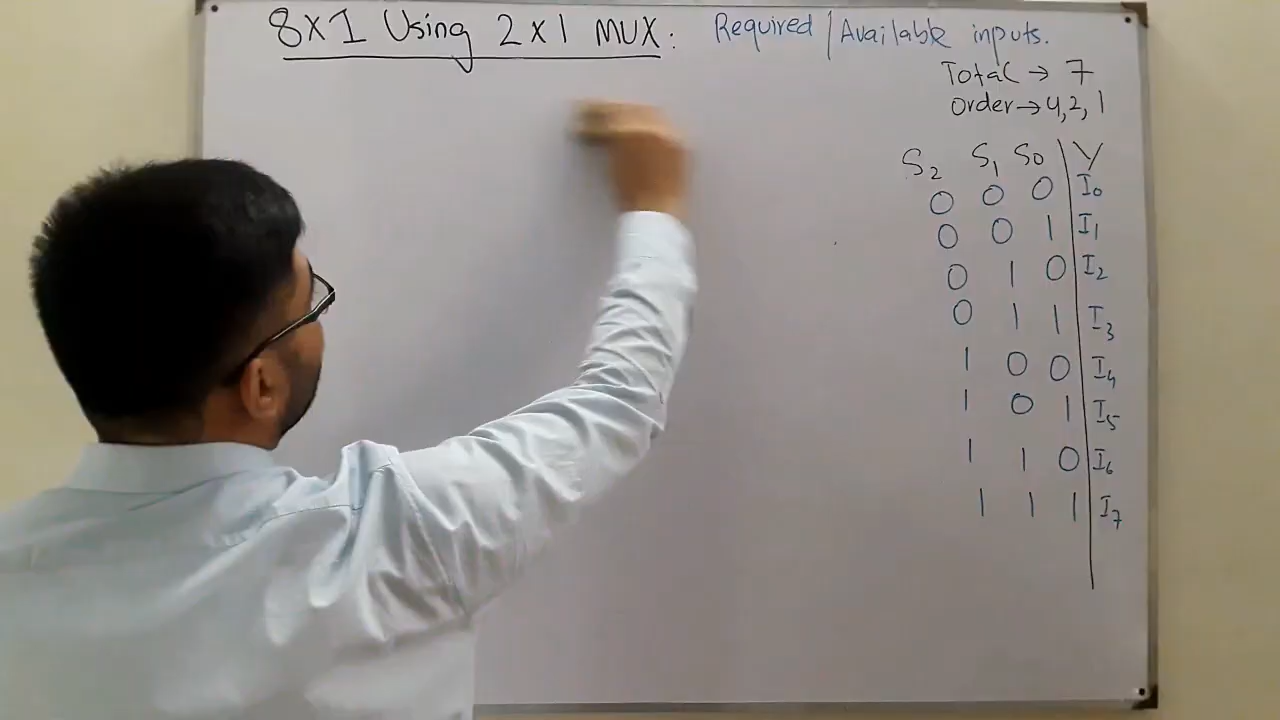 8x1 Using 2x1 MUX: Required/Available inputs.
Total → 7
Order → 4, 2, 1
S2 S1 S0 Y
0 0 0 I0
0 0 1 I1
0 1 0 I2
0 1 1 I3
1 0 0 I4
1 0 1 I5
1 1 0 I6
1 1 1 I7